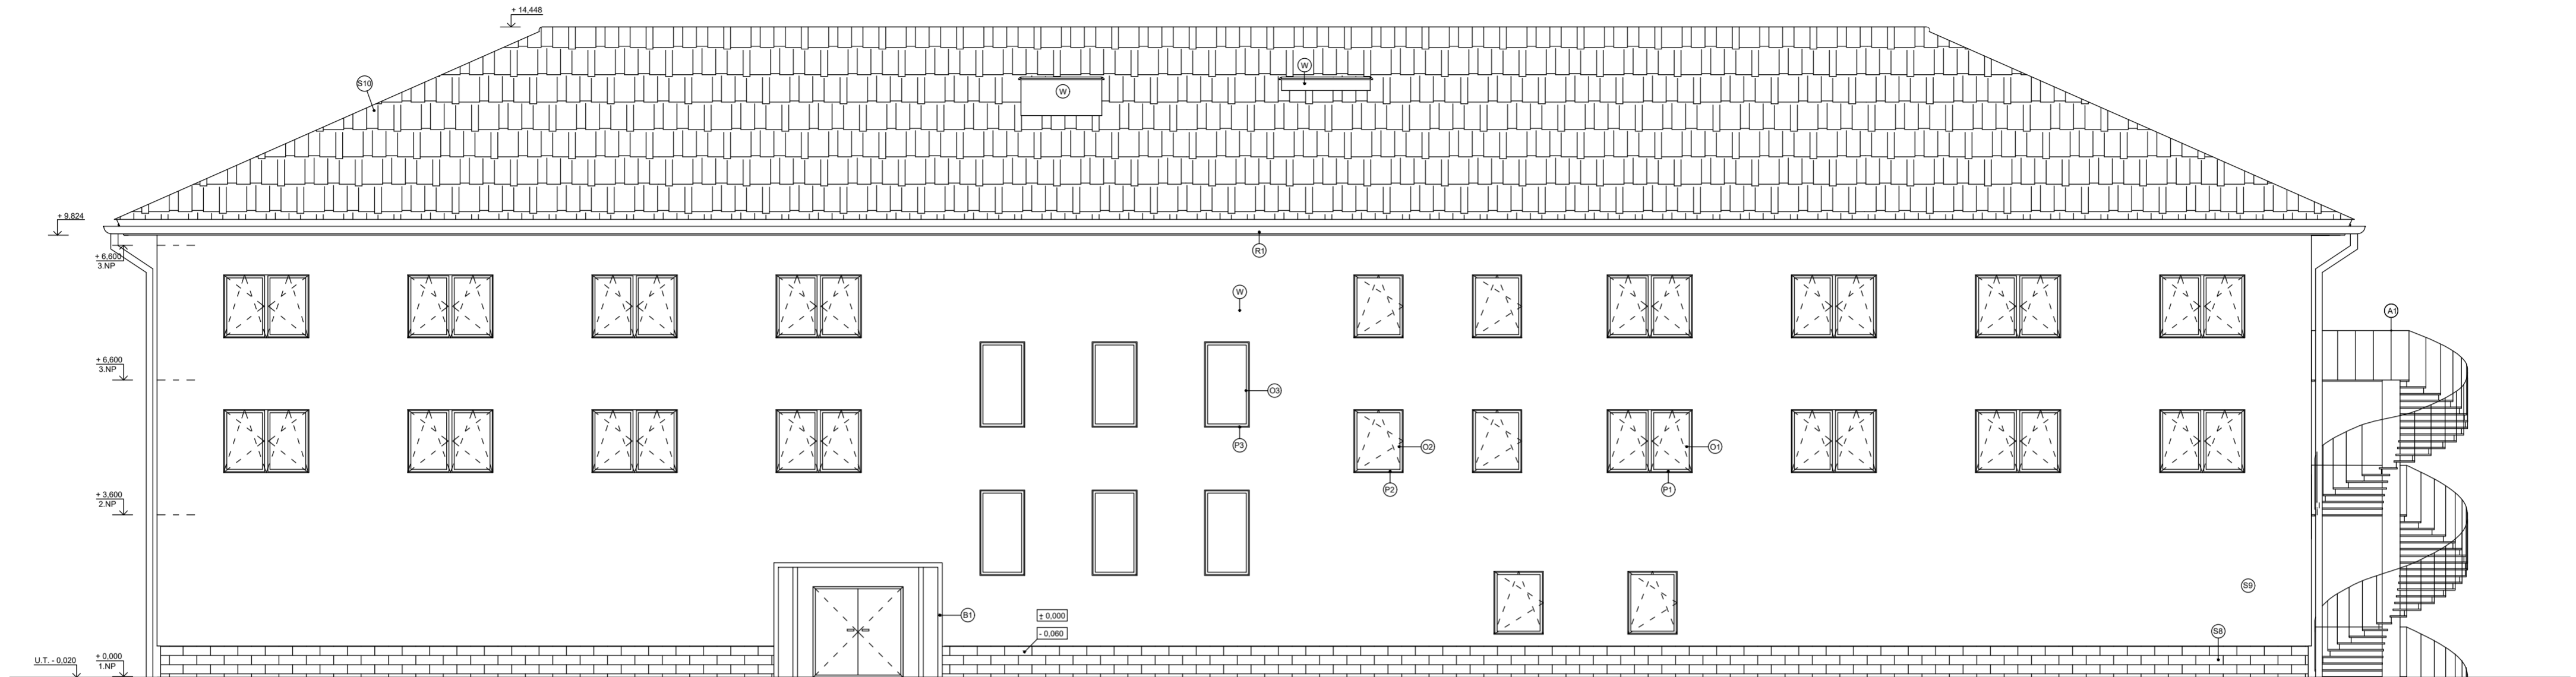 + 14,448
W
S10
W
+ 9,824
R1
+ 6,600
3.NP
W
A1
+ 6,600
3.NP
O3
P3
O2
O1
P2
P1
+ 3,600
2.NP
S9
B1
± 0,000
- 0,060
S8
U.T. - 0,020
+ 0,000
1.NP